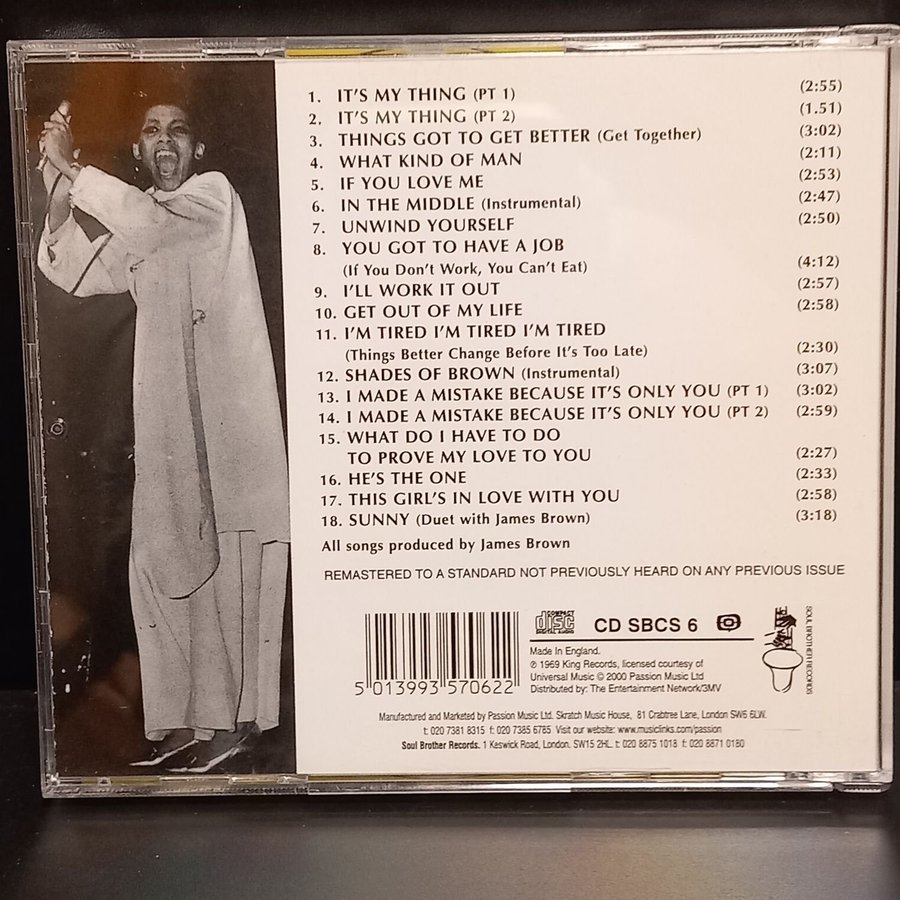 1. IT'S MY THING (PT 1) (2:55)
2. IT'S MY THING (PT 2) (1.51)
3. THINGS GOT TO GET BETTER (Get Together) (3:02)
4. WHAT KIND OF MAN (2:11)
5. IF YOU LOVE ME (2:53)
6. IN THE MIDDLE (Instrumental) (2:47)
7. UNWIND YOURSELF (2:50)
8. YOU GOT TO HAVE A JOB
(If You Don't Work, You Can't Eat) (4:12)
9. I'LL WORK IT OUT (2:57)
10. GET OUT OF MY LIFE (2:58)
11. I'M TIRED I'M TIRED I'M TIRED
(Things Better Change Before It's Too Late) (2:30)
12. SHADES OF BROWN (Instrumental) (3:07)
13. I MADE A MISTAKE BECAUSE IT'S ONLY YOU (PT 1) (3:02)
14. I MADE A MISTAKE BECAUSE IT'S ONLY YOU (PT 2) (2:59)
15. WHAT DO I HAVE TO DO
TO PROVE MY LOVE TO YOU (2:27)
16. HE'S THE ONE (2:33)
17. THIS GIRL'S IN LOVE WITH YOU (2:58)
18. SUNNY (Duet with James Brown) (3:18)
All songs produced by James Brown
REMASTERED TO A STANDARD NOT PREVIOUSLY HEARD ON ANY PREVIOUS ISSUE
5 013993 570622
COMPACT
disc
DIGITAL AUDIO
CD SBCS 6
Made in England.
℗ 1969 King Records, licensed courtesy of
Universal Music © 2000 Passion Music Ltd
Distributed by: The Entertainment Network/3MV
SOUL BROTHER RECORDS
Manufactured and Marketed by Passion Music Ltd. Skratch Music House, 81 Crabtree Lane, London SW6 6LW.
t: 020 7381 8315 f: 020 7385 6785 Visit our website: www.musiclinks.com/passion
Soul Brother Records. 1 Keswick Road, London. SW15 2HL. t: 020 8875 1018 f: 020 8871 0180